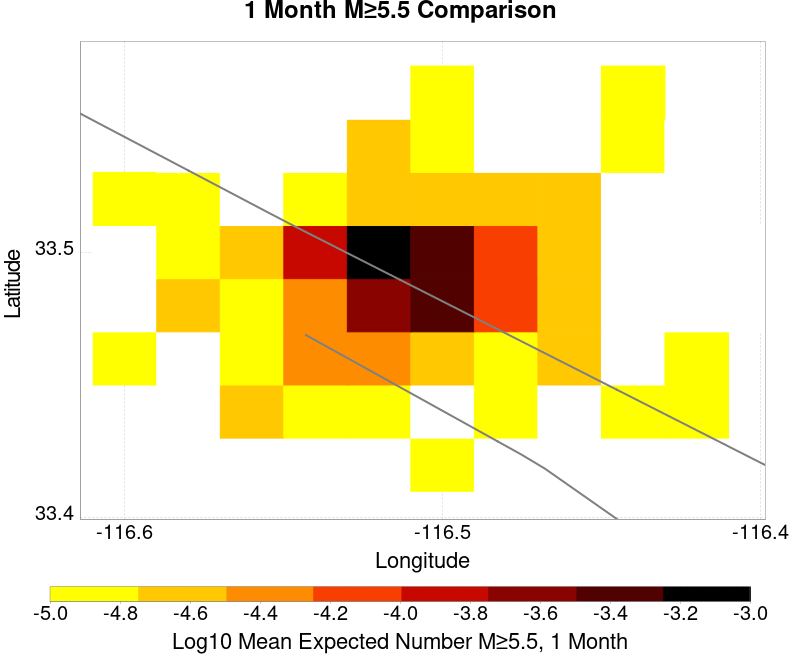 1 Month M≥5.5 Comparison
Latitude
33.5
33.4
-116.6 -116.5 -116.4
Longitude
-5.0 -4.8 -4.6 -4.4 -4.2 -4.0 -3.8 -3.6 -3.4 -3.2 -3.0
Log10 Mean Expected Number M≥5.5, 1 Month